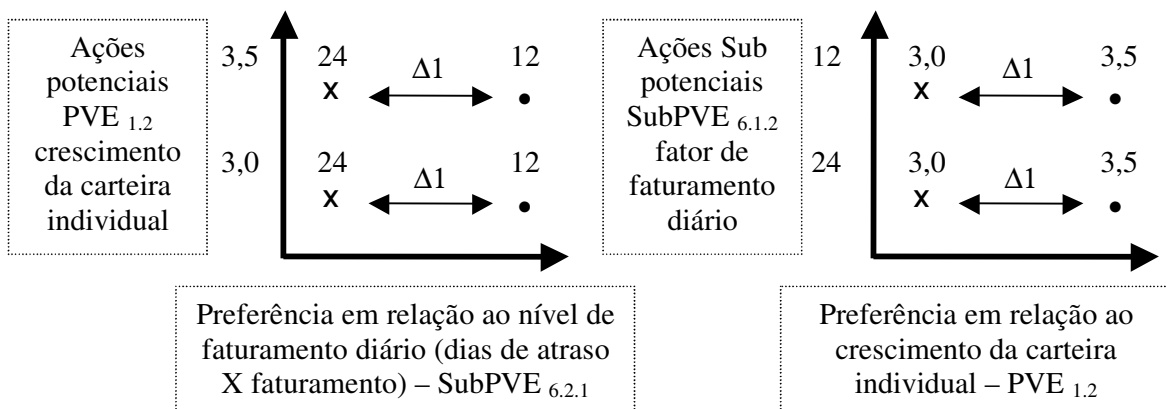 Ações
potenciais
PVE 1.2
crescimento
da carteira
individual
3,5 24 Δ1 12
x •
3,0 24 Δ1 12
x •
Preferência em relação ao nível de
faturamento diário (dias de atraso
X faturamento) – SubPVE 6.2.1
Ações Sub
potenciais
SubPVE 6.1.2
fator de
faturamento
diário
12 3,0 Δ1 3,5
x •
24 3,0 Δ1 3,5
x •
Preferência em relação ao
crescimento da carteira
individual – PVE 1.2